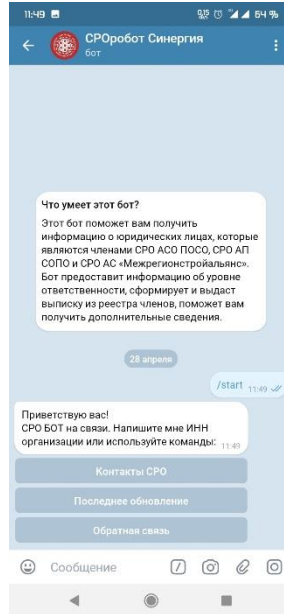 11:49
0,15 КБ/с 64 %
СРОробот Синергия
бот
Что умеет этот бот?
Этот бот поможет вам получить
информацию о юридических лицах, которые
являются членами СРО АСО ПОСО, СРО АП
СОПО и СРО АС «Межрегионстройальянс».
Бот предоставит информацию об уровне
ответственности, сформирует и выдаст
выписку из реестра членов, поможет вам
получить дополнительные сведения.
28 апреля
/start 11:49
Приветствую вас!
СРО БОТ на связи. Напишите мне ИНН
организации или используйте команды: 11:49
Контакты СРО
Последнее обновление
Обратная связь
Сообщение